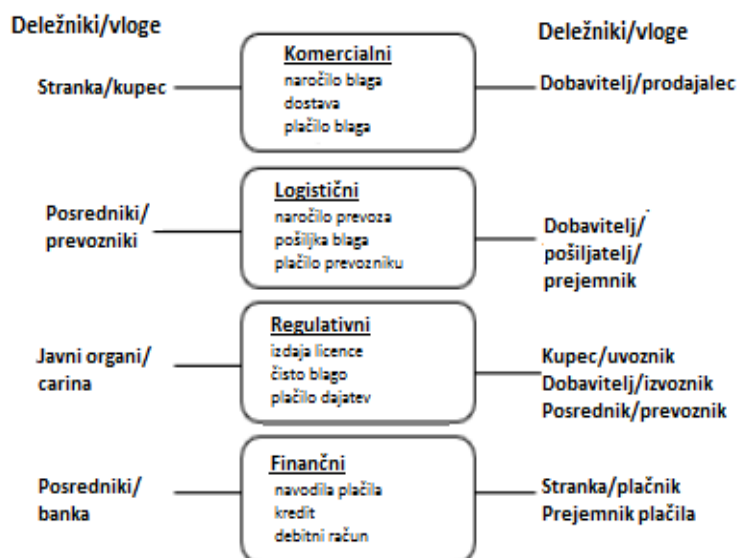 Deležniki/vloge
Deležniki/vloge
Stranka/kupec
Komercialni
naročilo blaga
dostava
plačilo blaga
Dobavitelj/prodajalec
Posredniki/
prevozniki
Logistični
naročilo prevoza
pošiljka blaga
plačilo prevozniku
Dobavitelj/
pošiljatelj/
prejemnik
Javni organi/
carina
Regulativni
izdaja licence
čisto blago
plačilo dajatev
Kupec/uvoznik
Dobavitelj/izvoznik
Posrednik/prevoznik
Posredniki/
banka
Finančni
navodila plačila
kredit
debitni račun
Stranka/plačnik
Prejemnik plačila